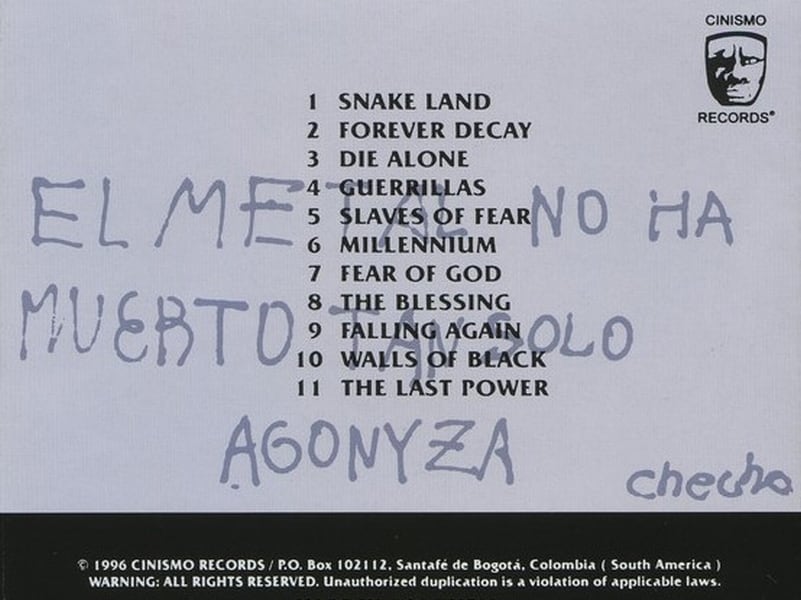 CINISMO
RECORDS®
1 SNAKE LAND
2 FOREVER DECAY
3 DIE ALONE
4 GUERRILLAS
5 SLAVES OF FEAR
6 MILLENNIUM
7 FEAR OF GOD
8 THE BLESSING
9 FALLING AGAIN
10 WALLS OF BLACK
11 THE LAST POWER
EL METAL NO HA
MUERTO TAN SOLO
AGONYZA
checho
© 1996 CINISMO RECORDS / P.O. Box 102112, Santafé de Bogotá, Colombia ( South America )
WARNING: ALL RIGHTS RESERVED. Unauthorized duplication is a violation of applicable laws.